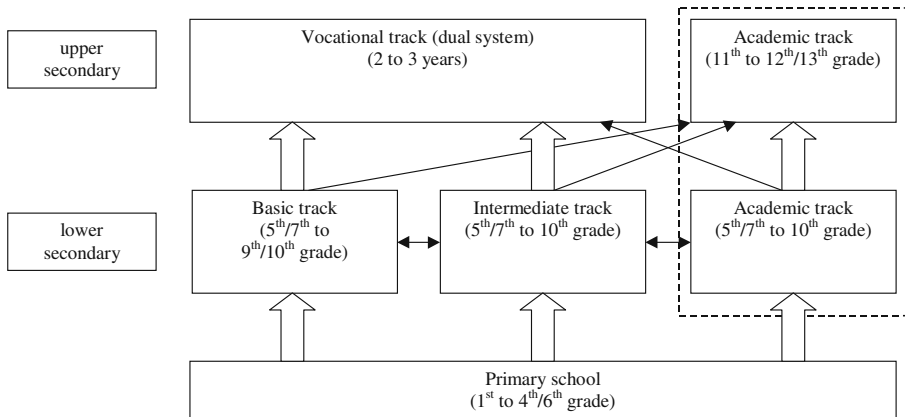 upper
secondary
Vocational track (dual system)
(2 to 3 years)
Academic track
(11th to 12th/13th grade)
lower
secondary
Basic track
(5th/7th to
9th/10th grade)
Intermediate track
(5th/7th to 10th grade)
Academic track
(5th/7th to 10th grade)
Primary school
(1st to 4th/6th grade)